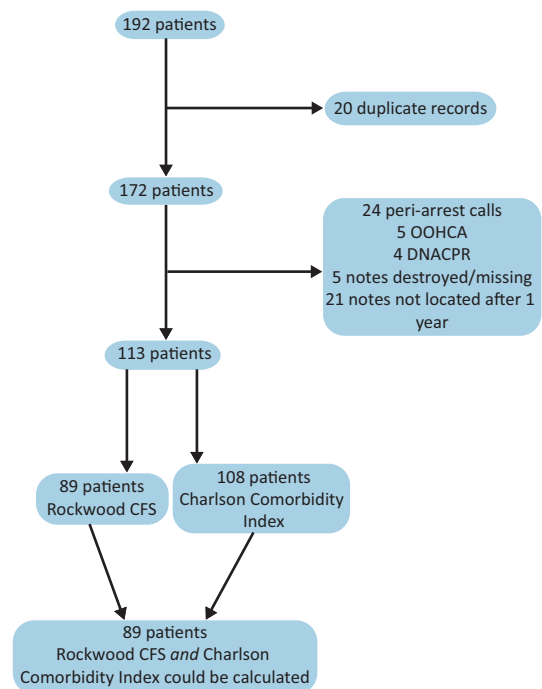 192 patients
20 duplicate records
172 patients
24 peri-arrest calls
5 OOHCA
4 DNACPR
5 notes destroyed/missing
21 notes not located after 1
year
113 patients
89 patients
Rockwood CFS
108 patients
Charlson Comorbidity
Index
89 patients
Rockwood CFS and Charlson
Comorbidity Index could be calculated